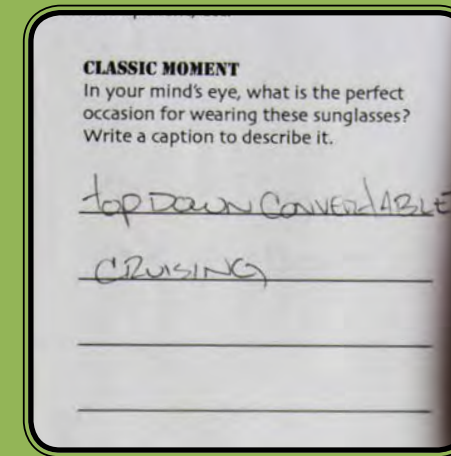 CLASSIC MOMENT
In your mind's eye, what is the perfect
occasion for wearing these sunglasses?
Write a caption to describe it.
top DOWN CONVERTABLE
CRUISING